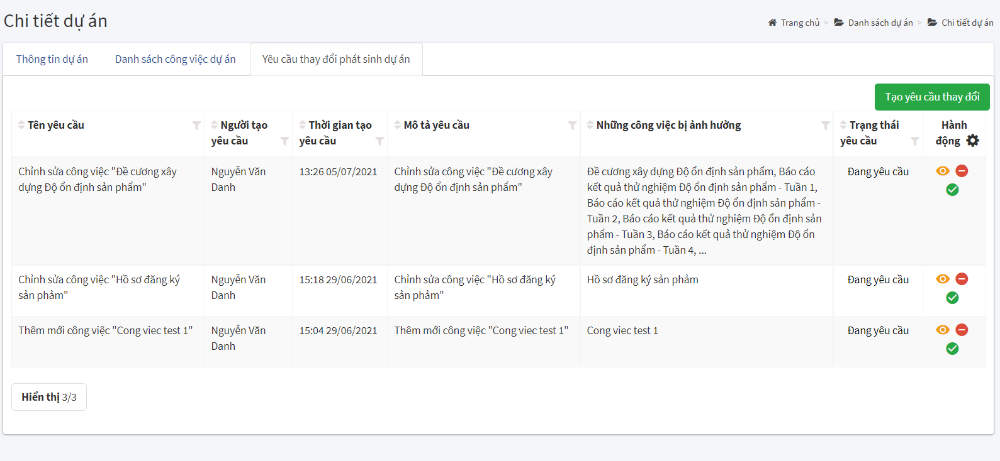 Chi tiết dự án
Trang chủ > Danh sách dự án > Chi tiết dự án
Thông tin dự án
Danh sách công việc dự án
Yêu cầu thay đổi phát sinh dự án
Tạo yêu cầu thay đổi
Tên yêu cầu
Người tạo
yêu cầu
Thời gian tạo
yêu cầu
Mô tả yêu cầu
Những công việc bị ảnh hưởng
Trạng thái
yêu cầu
Hành
động
Chỉnh sửa công việc "Đề cương xây
dựng Độ ổn định sản phẩm"
Nguyễn Văn
Danh
13:26 05/07/2021
Chỉnh sửa công việc "Đề cương xây
dựng Độ ổn định sản phẩm"
Đề cương xây dựng Độ ổn định sản phẩm, Báo cáo
kết quả thử nghiệm Độ ổn định sản phẩm - Tuần 1,
Báo cáo kết quả thử nghiệm Độ ổn định sản phẩm -
Tuần 2, Báo cáo kết quả thử nghiệm Độ ổn định sản
phẩm - Tuần 3, Báo cáo kết quả thử nghiệm Độ ổn
định sản phẩm - Tuần 4, ...
Đang yêu cầu
Chỉnh sửa công việc "Hồ sơ đăng ký
sản phảm"
Nguyễn Văn
Danh
15:18 29/06/2021
Chỉnh sửa công việc "Hồ sơ đăng ký
sản phảm"
Hồ sơ đăng ký sản phảm
Đang yêu cầu
Thêm mới công việc "Cong viec test 1"
Nguyễn Văn
Danh
15:04 29/06/2021
Thêm mới công việc "Cong viec test 1"
Cong viec test 1
Đang yêu cầu
Hiển thị 3/3